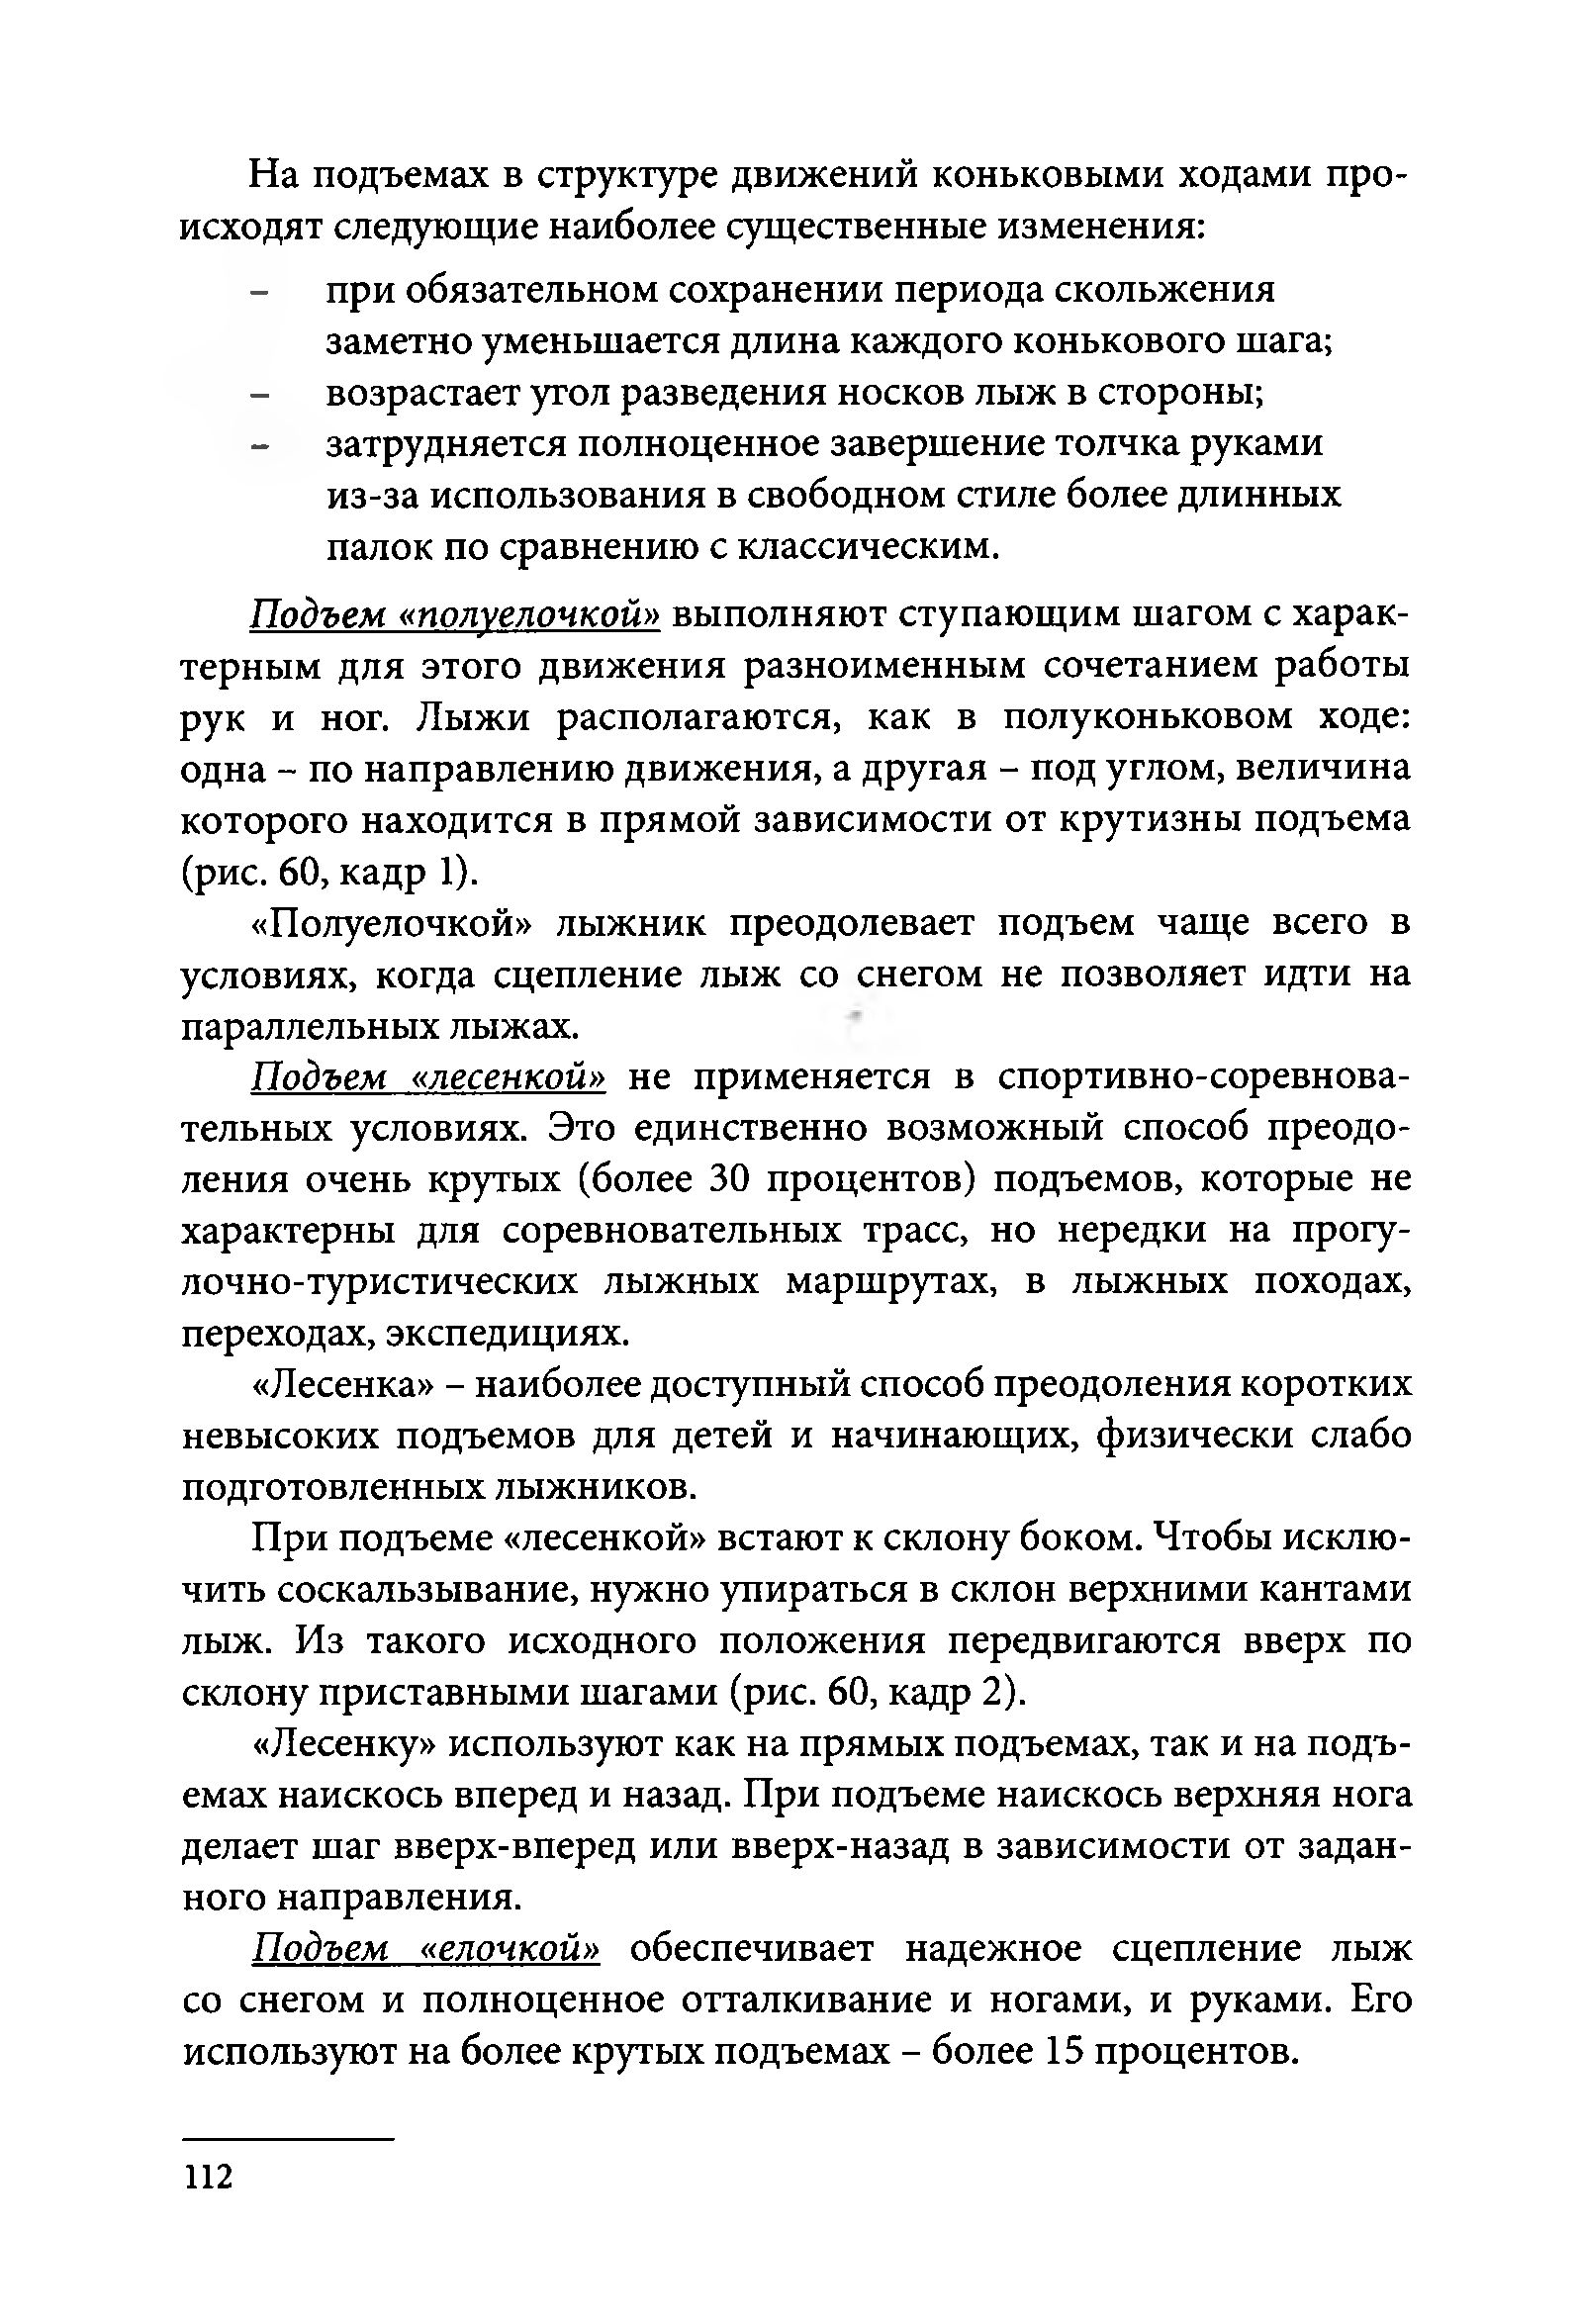 На подъемах в структуре движений коньковыми ходами про-
исходят следующие наиболее существенные изменения:
– при обязательном сохранении периода скольжения
заметно уменьшается длина каждого конькового шага;
– возрастает угол разведения носков лыж в стороны;
– затрудняется полноценное завершение толчка руками
из-за использования в свободном стиле более длинных
палок по сравнению с классическим.
Подъем «полуелочкой» выполняют ступающим шагом с харак-
терным для этого движения разноименным сочетанием работы
рук и ног. Лыжи располагаются, как в полуконьковом ходе:
одна – по направлению движения, а другая – под углом, величина
которого находится в прямой зависимости от крутизны подъема
(рис. 60, кадр 1).
«Полуелочкой» лыжник преодолевает подъем чаще всего в
условиях, когда сцепление лыж со снегом не позволяет идти на
параллельных лыжах.
Подъем «лесенкой» не применяется в спортивно-соревнова-
тельных условиях. Это единственно возможный способ преодо-
ления очень крутых (более 30 процентов) подъемов, которые не
характерны для соревновательных трасс, но нередки на прогу-
лочно-туристических лыжных маршрутах, в лыжных походах,
переходах, экспедициях.
«Лесенка» – наиболее доступный способ преодоления коротких
невысоких подъемов для детей и начинающих, физически слабо
подготовленных лыжников.
При подъеме «лесенкой» встают к склону боком. Чтобы исклю-
чить соскальзывание, нужно упираться в склон верхними кантами
лыж. Из такого исходного положения передвигаются вверх по
склону приставными шагами (рис. 60, кадр 2).
«Лесенку» используют как на прямых подъемах, так и на подъ-
емах наискось вперед и назад. При подъеме наискось верхняя нога
делает шаг вверх-вперед или вверх-назад в зависимости от задан-
ного направления.
Подъем «елочкой» обеспечивает надежное сцепление лыж
со снегом и полноценное отталкивание и ногами, и руками. Его
используют на более крутых подъемах – более 15 процентов.
112